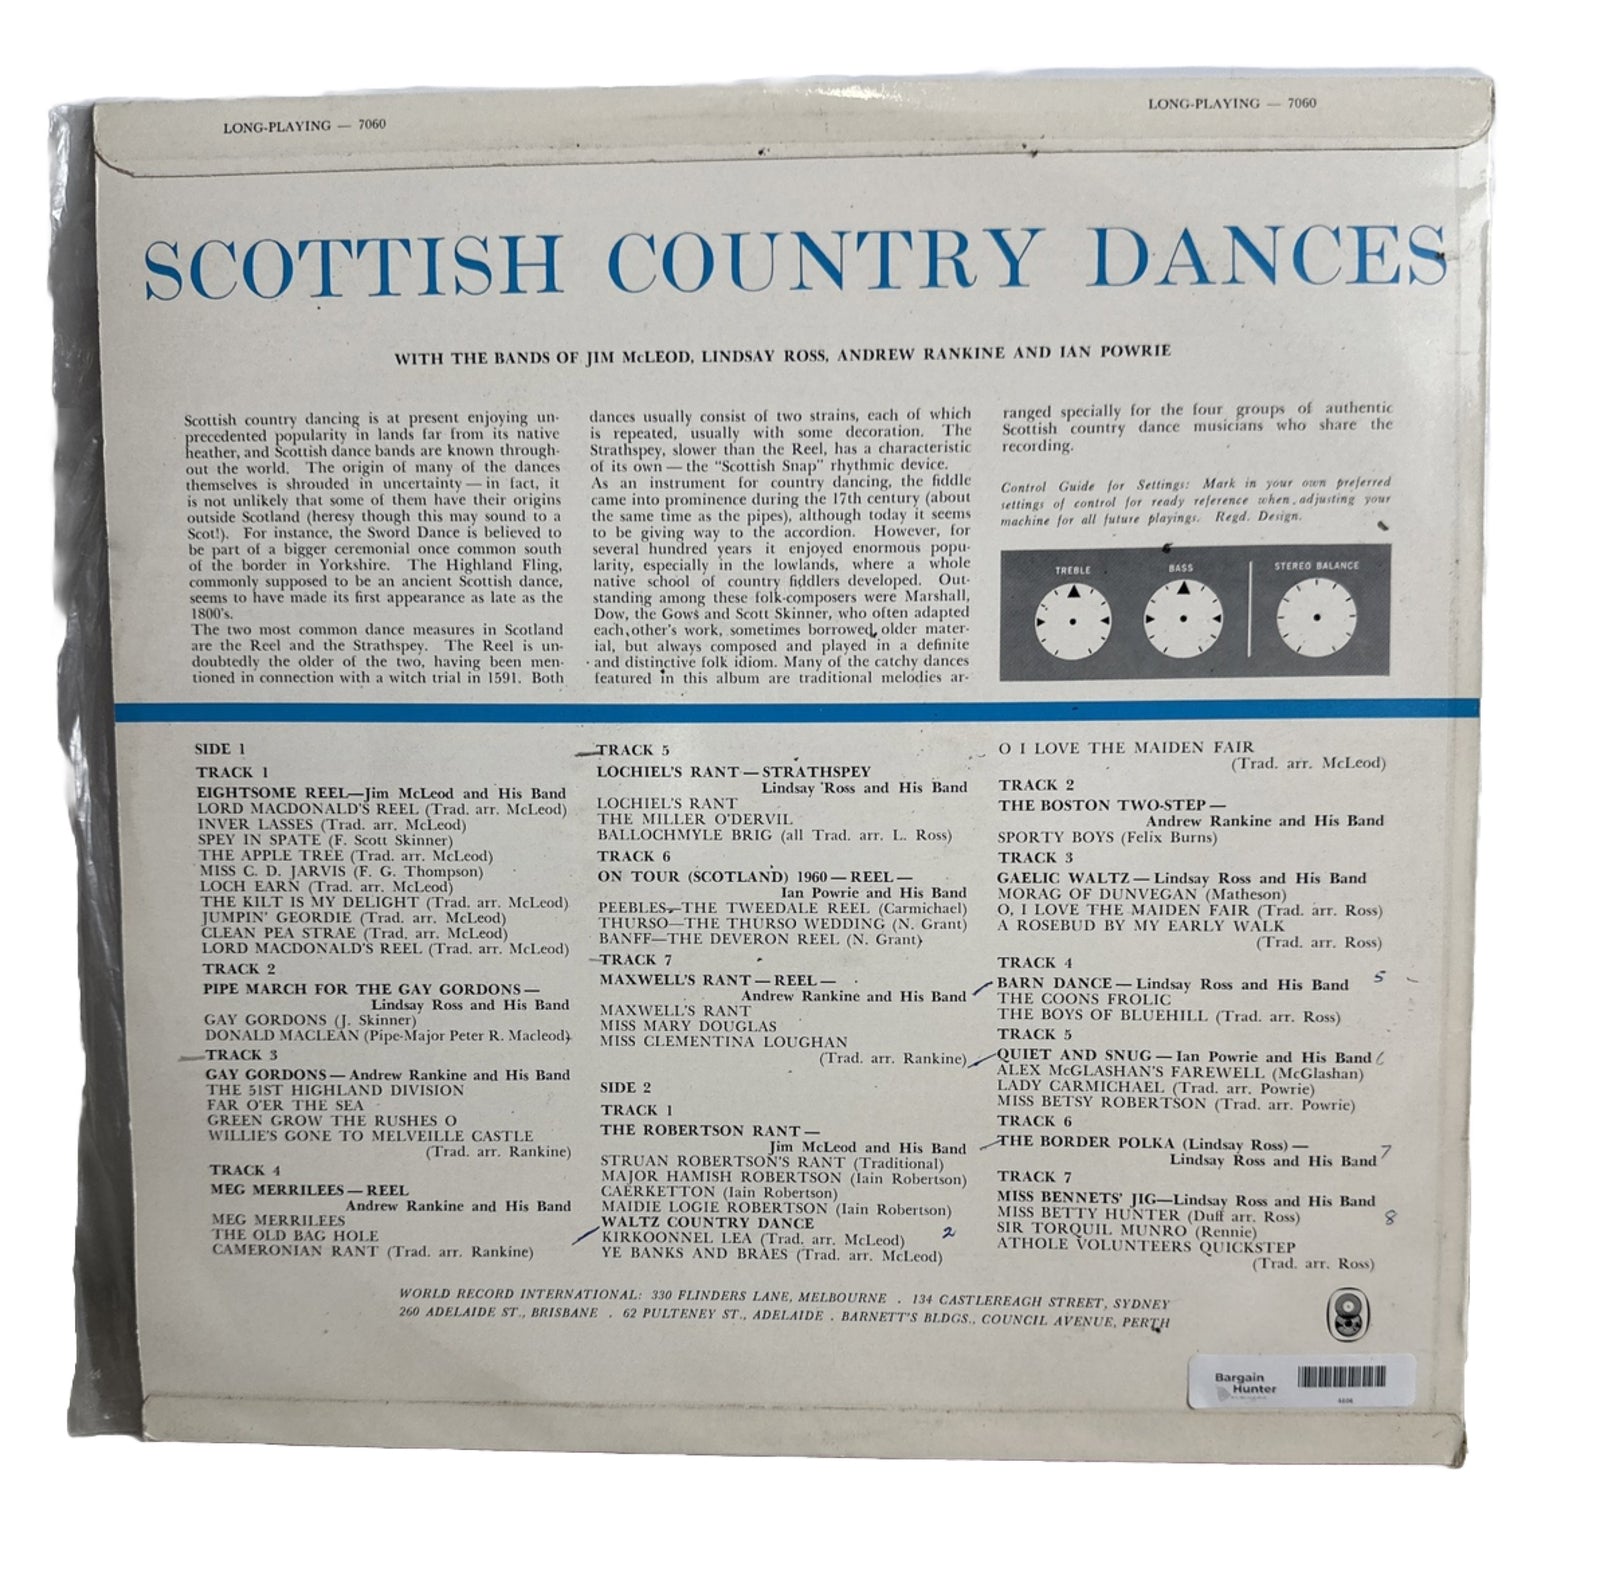 LONG-PLAYING — 7060
LONG-PLAYING — 7060
SCOTTISH COUNTRY DANCES
WITH THE BANDS OF JIM McLEOD, LINDSAY ROSS, ANDREW RANKINE AND IAN POWRIE
Scottish country dancing is at present enjoying un-
precedented popularity in lands far from its native
heather, and Scottish dance bands are known through-
out the world. The origin of many of the dances
themselves is shrouded in uncertainty — in fact, it
is not unlikely that some of them have their origins
outside Scotland (heresy though this may sound to a
Scot!). For instance, the Sword Dance is believed to
be part of a bigger ceremonial once common south
of the border in Yorkshire. The Highland Fling,
commonly supposed to be an ancient Scottish dance,
seems to have made its first appearance as late as the
1800's.
The two most common dance measures in Scotland
are the Reel and the Strathspey. The Reel is un-
doubtedly the older of the two, having been men-
tioned in connection with a witch trial in 1591. Both
dances usually consist of two strains, each of which
is repeated, usually with some decoration. The
Strathspey, slower than the Reel, has a characteristic
of its own — the "Scottish Snap" rhythmic device.
As an instrument for country dancing, the fiddle
came into prominence during the 17th century (about
the same time as the pipes), although today it seems
to be giving way to the accordion. However, for
several hundred years it enjoyed enormous popu-
larity, especially in the lowlands, where a whole
native school of country fiddlers developed. Out-
standing among these folk-composers were Marshall,
Dow, the Gows and Scott Skinner, who often adapted
each other's work, sometimes borrowed older mater-
ial, but always composed and played in a definite
and distinctive folk idiom. Many of the catchy dances
featured in this album are traditional melodies ar-
ranged specially for the four groups of authentic
Scottish country dance musicians who share the
recording.
Control Guide for Settings: Mark in your own preferred
settings of control for ready reference when adjusting your
machine for all future playings. Regd. Design.
TREBLE
BASS
STEREO BALANCE
SIDE 1
TRACK 1
EIGHTSOME REEL—Jim McLeod and His Band
LORD MACDONALD'S REEL (Trad. arr. McLeod)
INVER LASSES (Trad. arr. McLeod)
SPEY IN SPATE (F. Scott Skinner)
THE APPLE TREE (Trad. arr. McLeod)
MISS C. D. JARVIS (F. G. Thompson)
LOCH EARN (Trad. arr. McLeod)
THE KILT IS MY DELIGHT (Trad. arr. McLeod)
JUMPIN' GEORDIE (Trad. arr. McLeod)
CLEAN PEA STRAE (Trad. arr. McLeod)
LORD MACDONALD'S REEL (Trad. arr. McLeod)
TRACK 2
PIPE MARCH FOR THE GAY GORDONS —
Lindsay Ross and His Band
GAY GORDONS (J. Skinner)
DONALD MACLEAN (Pipe-Major Peter R. Macleod)
TRACK 3
GAY GORDONS — Andrew Rankine and His Band
THE 51ST HIGHLAND DIVISION
FAR O'ER THE SEA
GREEN GROW THE RUSHES O
WILLIE'S GONE TO MELVEILLE CASTLE
(Trad. arr. Rankine)
TRACK 4
MEG MERRILEES — REEL
Andrew Rankine and His Band
MEG MERRILEES
THE OLD BAG HOLE
CAMERONIAN RANT (Trad. arr. Rankine)
TRACK 5
LOCHIEL'S RANT — STRATHSPEY
Lindsay Ross and His Band
LOCHIEL'S RANT
THE MILLER O'DERVIL
BALLOCHMYLE BRIG (all Trad. arr. L. Ross)
TRACK 6
ON TOUR (SCOTLAND) 1960 — REEL —
Ian Powrie and His Band
PEEBLES—THE TWEEDALE REEL (Carmichael)
THURSO—THE THURSO WEDDING (N. Grant)
BANFF—THE DEVERON REEL (N. Grant)
TRACK 7
MAXWELL'S RANT — REEL —
Andrew Rankine and His Band
MAXWELL'S RANT
MISS MARY DOUGLAS
MISS CLEMENTINA LOUGHAN
(Trad. arr. Rankine)
SIDE 2
TRACK 1
THE ROBERTSON RANT —
Jim McLeod and His Band
STRUAN ROBERTSON'S RANT (Traditional)
MAJOR HAMISH ROBERTSON (Iain Robertson)
CAERKETTON (Iain Robertson)
MAIDIE LOGIE ROBERTSON (Iain Robertson)
WALTZ COUNTRY DANCE
KIRKOONNEL LEA (Trad. arr. McLeod) 2
YE BANKS AND BRAES (Trad. arr. McLeod)
O I LOVE THE MAIDEN FAIR
(Trad. arr. McLeod)
TRACK 2
THE BOSTON TWO-STEP —
Andrew Rankine and His Band
SPORTY BOYS (Felix Burns)
TRACK 3
GAELIC WALTZ — Lindsay Ross and His Band
MORAG OF DUNVEGAN (Matheson)
O, I LOVE THE MAIDEN FAIR (Trad. arr. Ross)
A ROSEBUD BY MY EARLY WALK
(Trad. arr. Ross)
TRACK 4
BARN DANCE — Lindsay Ross and His Band 5
THE COONS FROLIC
THE BOYS OF BLUEHILL (Trad. arr. Ross)
TRACK 5
QUIET AND SNUG — Ian Powrie and His Band 6
ALEX McGLASHAN'S FAREWELL (McGlashan)
LADY CARMICHAEL (Trad. arr. Powrie)
MISS BETSY ROBERTSON (Trad. arr. Powrie)
TRACK 6
THE BORDER POLKA (Lindsay Ross) —
Lindsay Ross and His Band 7
TRACK 7
MISS BENNETS' JIG—Lindsay Ross and His Band
MISS BETTY HUNTER (Duff arr. Ross) 8
SIR TORQUIL MUNRO (Rennie)
ATHOLE VOLUNTEERS QUICKSTEP
(Trad. arr. Ross)
WORLD RECORD INTERNATIONAL: 330 FLINDERS LANE, MELBOURNE . 134 CASTLEREAGH STREET, SYDNEY
260 ADELAIDE ST., BRISBANE . 62 PULTENEY ST., ADELAIDE . BARNETT'S BLDGS., COUNCIL AVENUE, PERTH
Bargain
Hunter